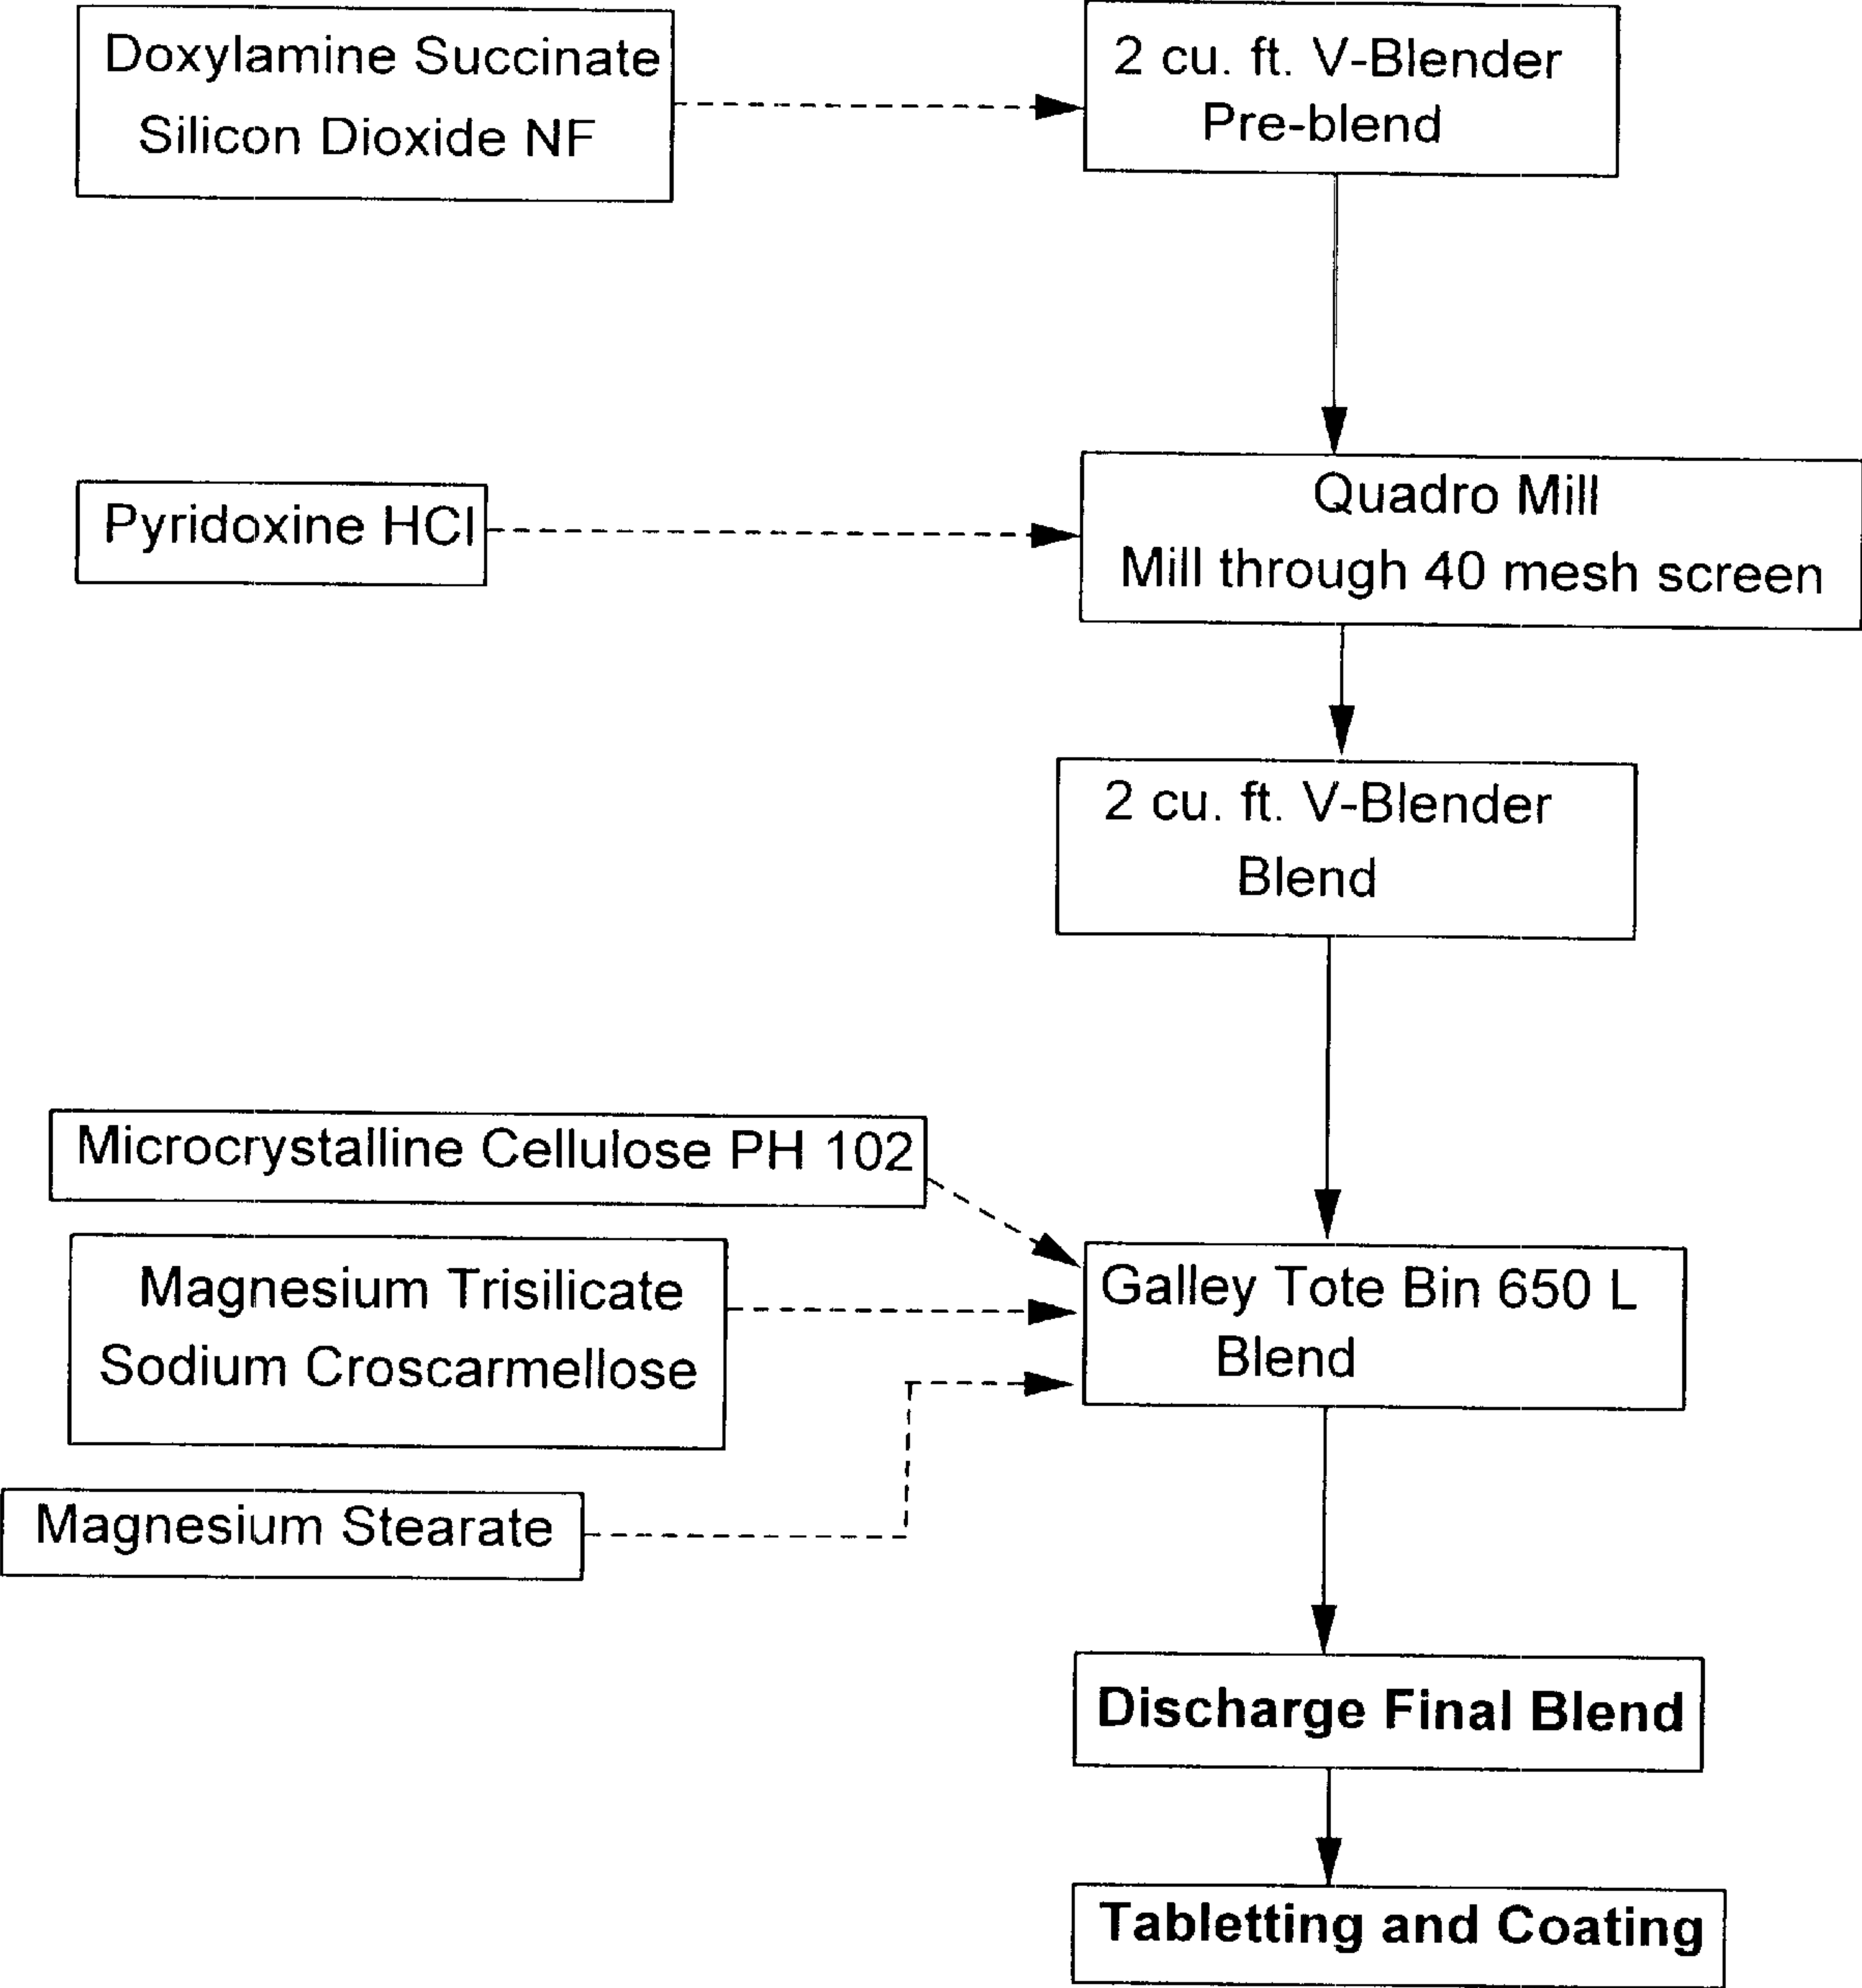 Doxylamine Succinate
Silicon Dioxide NF
2 cu. ft. V-Blender
Pre-blend
Pyridoxine HCl
Quadro Mill
Mill through 40 mesh screen
2 cu. ft. V-Blender
Blend
Microcrystalline Cellulose PH 102
Magnesium Trisilicate
Sodium Croscarmellose
Magnesium Stearate
Galley Tote Bin 650 L
Blend
Discharge Final Blend
Tabletting and Coating